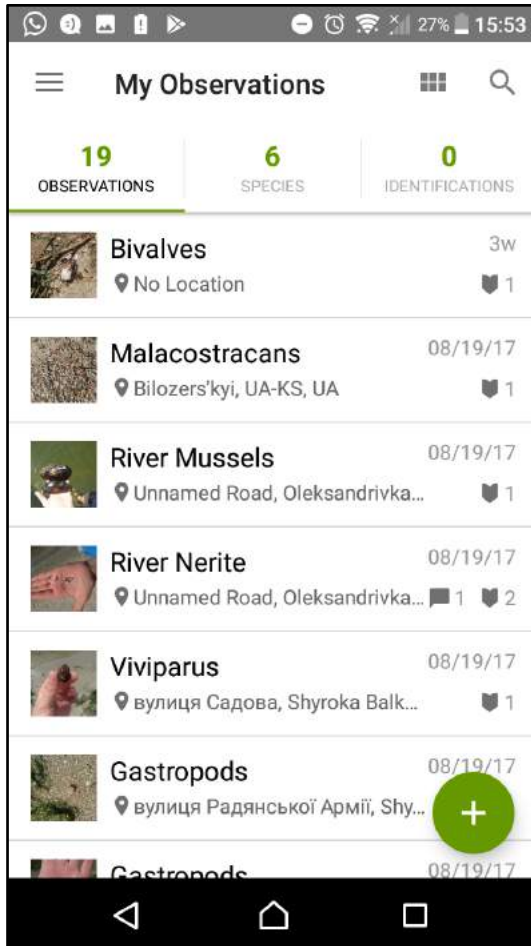 27% 15:53
My Observations
19 6 0
OBSERVATIONS SPECIES IDENTIFICATIONS
Bivalves 3w
No Location 1
Malacostracans 08/19/17
Bilozers'kyi, UA-KS, UA 1
River Mussels 08/19/17
Unnamed Road, Oleksandrivka... 1
River Nerite 08/19/17
Unnamed Road, Oleksandrivka... 1 2
Viviparus 08/19/17
вулиця Садова, Shyroka Balk... 1
Gastropods 08/19/17
вулиця Радянської Армії, Shy... +
Gastropods 08/19/17